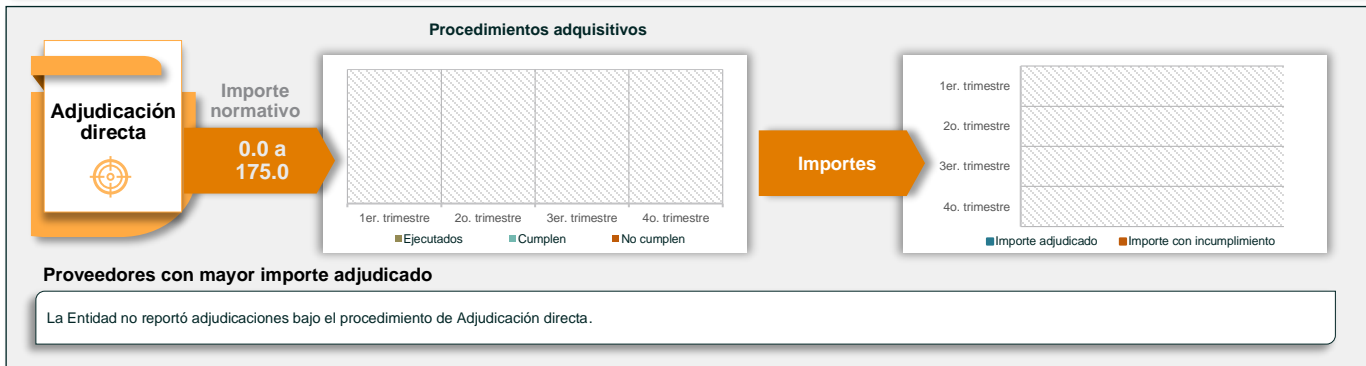 Procedimientos adquisitivos
Adjudicación
directa
Importe
normativo
0.0 a
175.0
1er. trimestre 2o. trimestre 3er. trimestre 4o. trimestre
Ejecutados Cumplen No cumplen
Importes
1er. trimestre
2o. trimestre
3er. trimestre
4o. trimestre
Importe adjudicado Importe con incumplimiento
Proveedores con mayor importe adjudicado
La Entidad no reportó adjudicaciones bajo el procedimiento de Adjudicación directa.